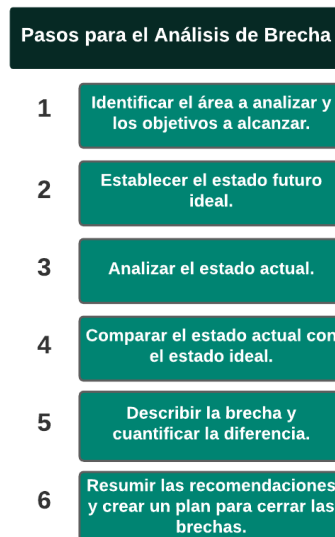 Pasos para el Análisis de Brecha
1
Identificar el área a analizar y
los objetivos a alcanzar.
2
Establecer el estado futuro
ideal.
3
Analizar el estado actual.
4
Comparar el estado actual con
el estado ideal.
5
Describir la brecha y
cuantificar la diferencia.
6
Resumir las recomendaciones
y crear un plan para cerrar las
brechas.